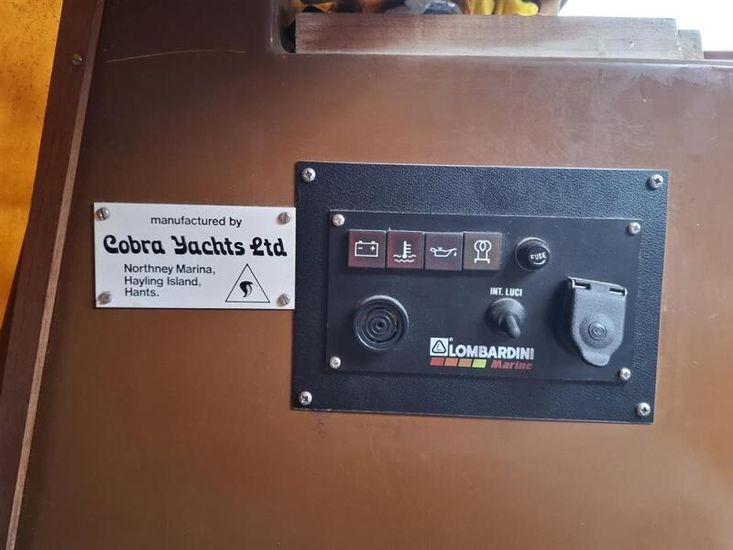 manufactured by
Cobra Yachts Ltd
Northney Marina,
Hayling Island,
Hants.
FUSE
INT. LUCI
LOMBARDINI
Marine